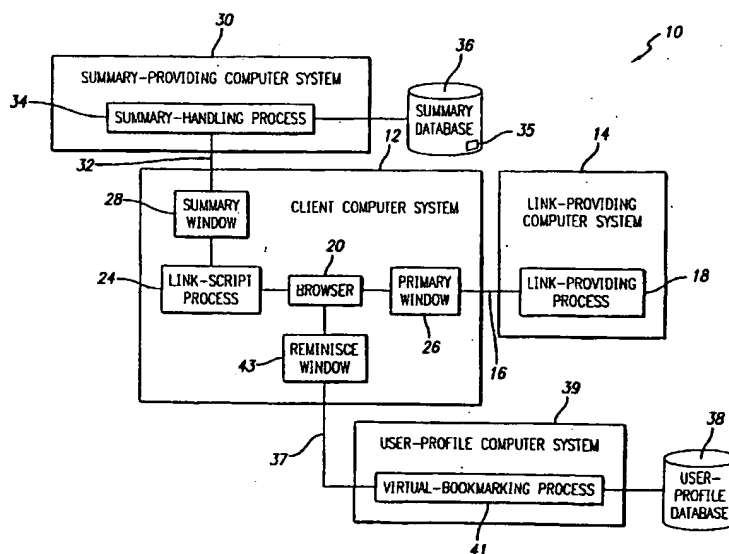 30
10
SUMMARY-PROVIDING COMPUTER SYSTEM
36
34
SUMMARY-HANDLING PROCESS
SUMMARY
DATABASE
35
32
12
14
28
SUMMARY
WINDOW
CLIENT COMPUTER SYSTEM
LINK-PROVIDING
COMPUTER SYSTEM
20
24
LINK-SCRIPT
PROCESS
BROWSER
PRIMARY
WINDOW
LINK-PROVIDING
PROCESS
18
43
REMINISCE
WINDOW
26
16
39
37
USER-PROFILE COMPUTER SYSTEM
38
VIRTUAL-BOOKMARKING PROCESS
USER-
PROFILE
DATABASE
41